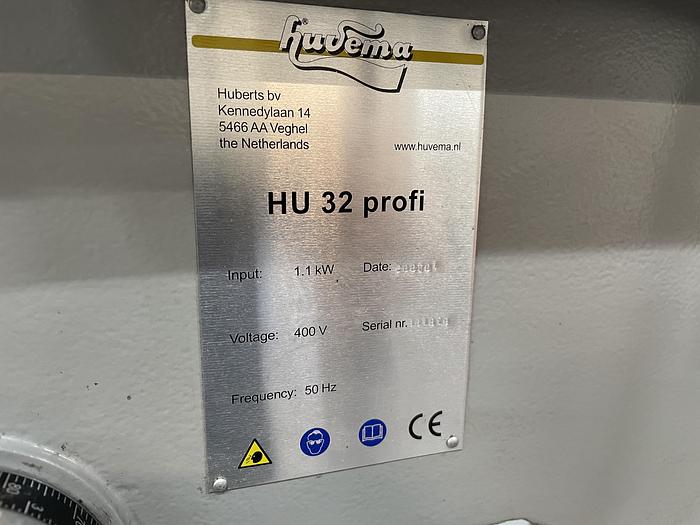 huvema®
Huberts bv
Kennedylaan 14
5466 AA Veghel
the Netherlands
www.huvema.nl
HU 32 profi
Input: 1.1 kW Date:
Voltage: 400 V Serial nr.
Frequency: 50 Hz
CE